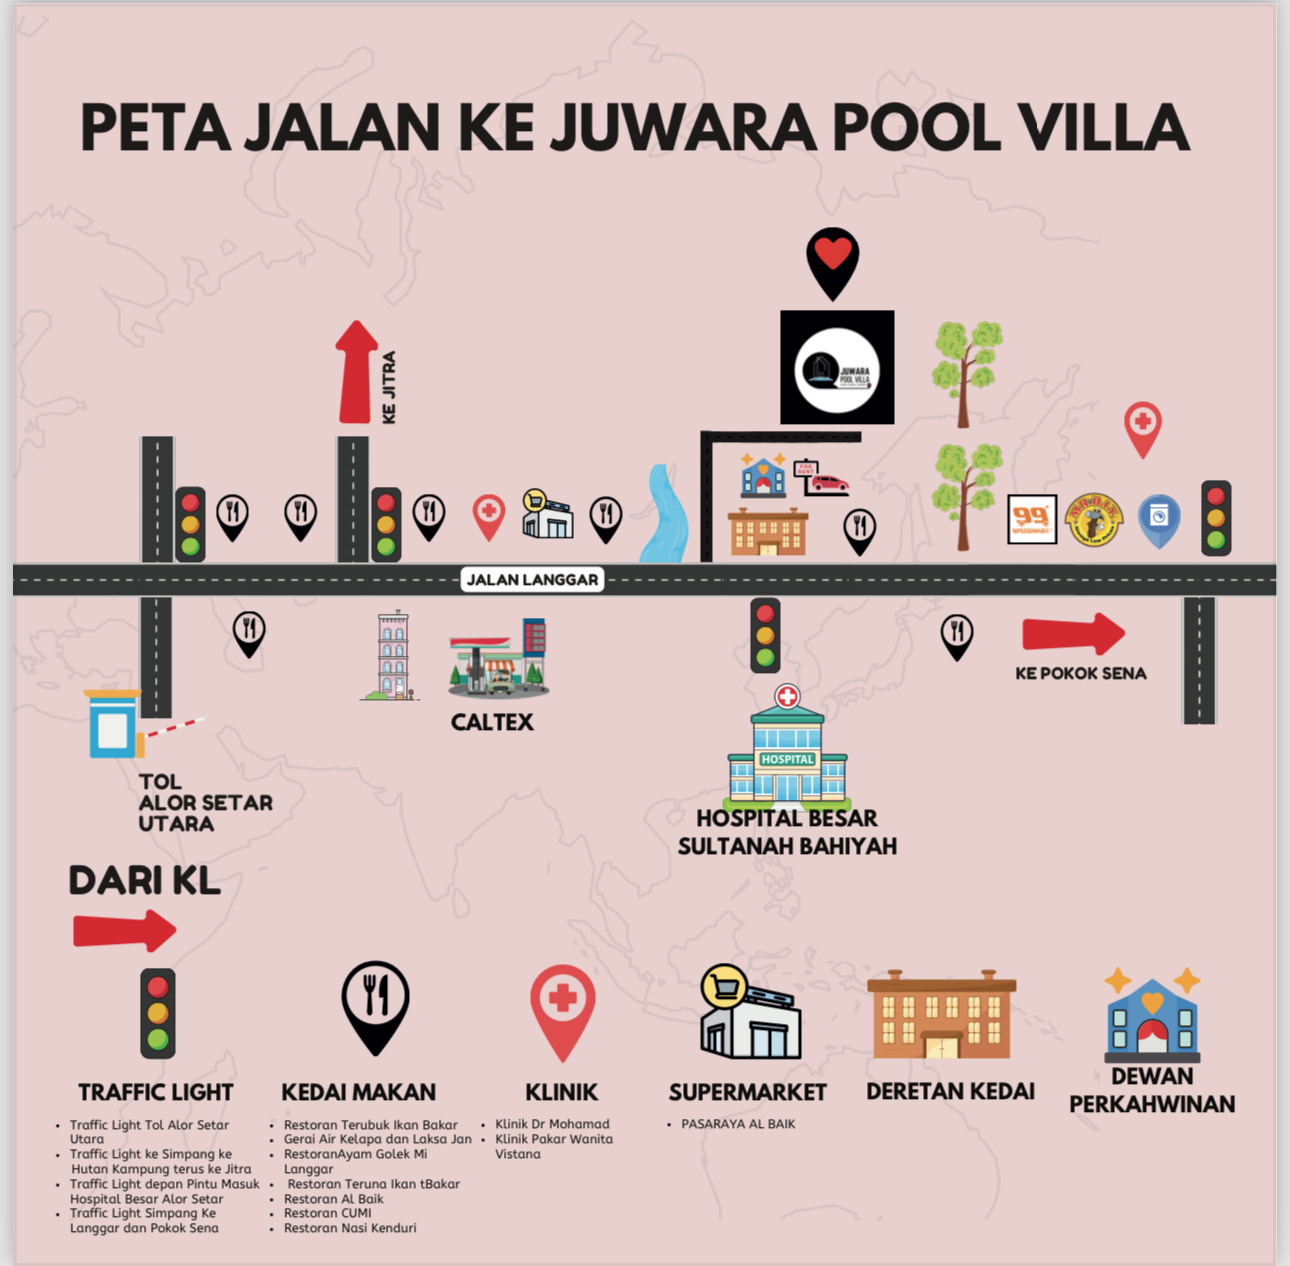 PETA JALAN KE JUWARA POOL VILLA
JUWARA
POOL VILLA
KE JITRA
FOR
RENT
99
SPEEDMART
JALAN LANGGAR
CALTEX
KE POKOK SENA
HOSPITAL
HOSPITAL BESAR
SULTANAH BAHIYAH
TOL
ALOR SETAR
UTARA
DARI KL
TRAFFIC LIGHT
• Traffic Light Tol Alor Setar
Utara
• Traffic Light ke Simpang ke
Hutan Kampung terus ke Jitra
• Traffic Light depan Pintu Masuk
Hospital Besar Alor Setar
• Traffic Light Simpang Ke
Langgar dan Pokok Sena
KEDAI MAKAN
• Restoran Terubuk Ikan Bakar
• Gerai Air Kelapa dan Laksa Jan
• RestoranAyam Golek Mi
Langgar
• Restoran Teruna Ikan tBakar
• Restoran Al Baik
• Restoran CUMI
• Restoran Nasi Kenduri
KLINIK
• Klinik Dr Mohamad
• Klinik Pakar Wanita
Vistana
SUPERMARKET
• PASARAYA AL BAIK
DERETAN KEDAI
DEWAN
PERKAHWINAN